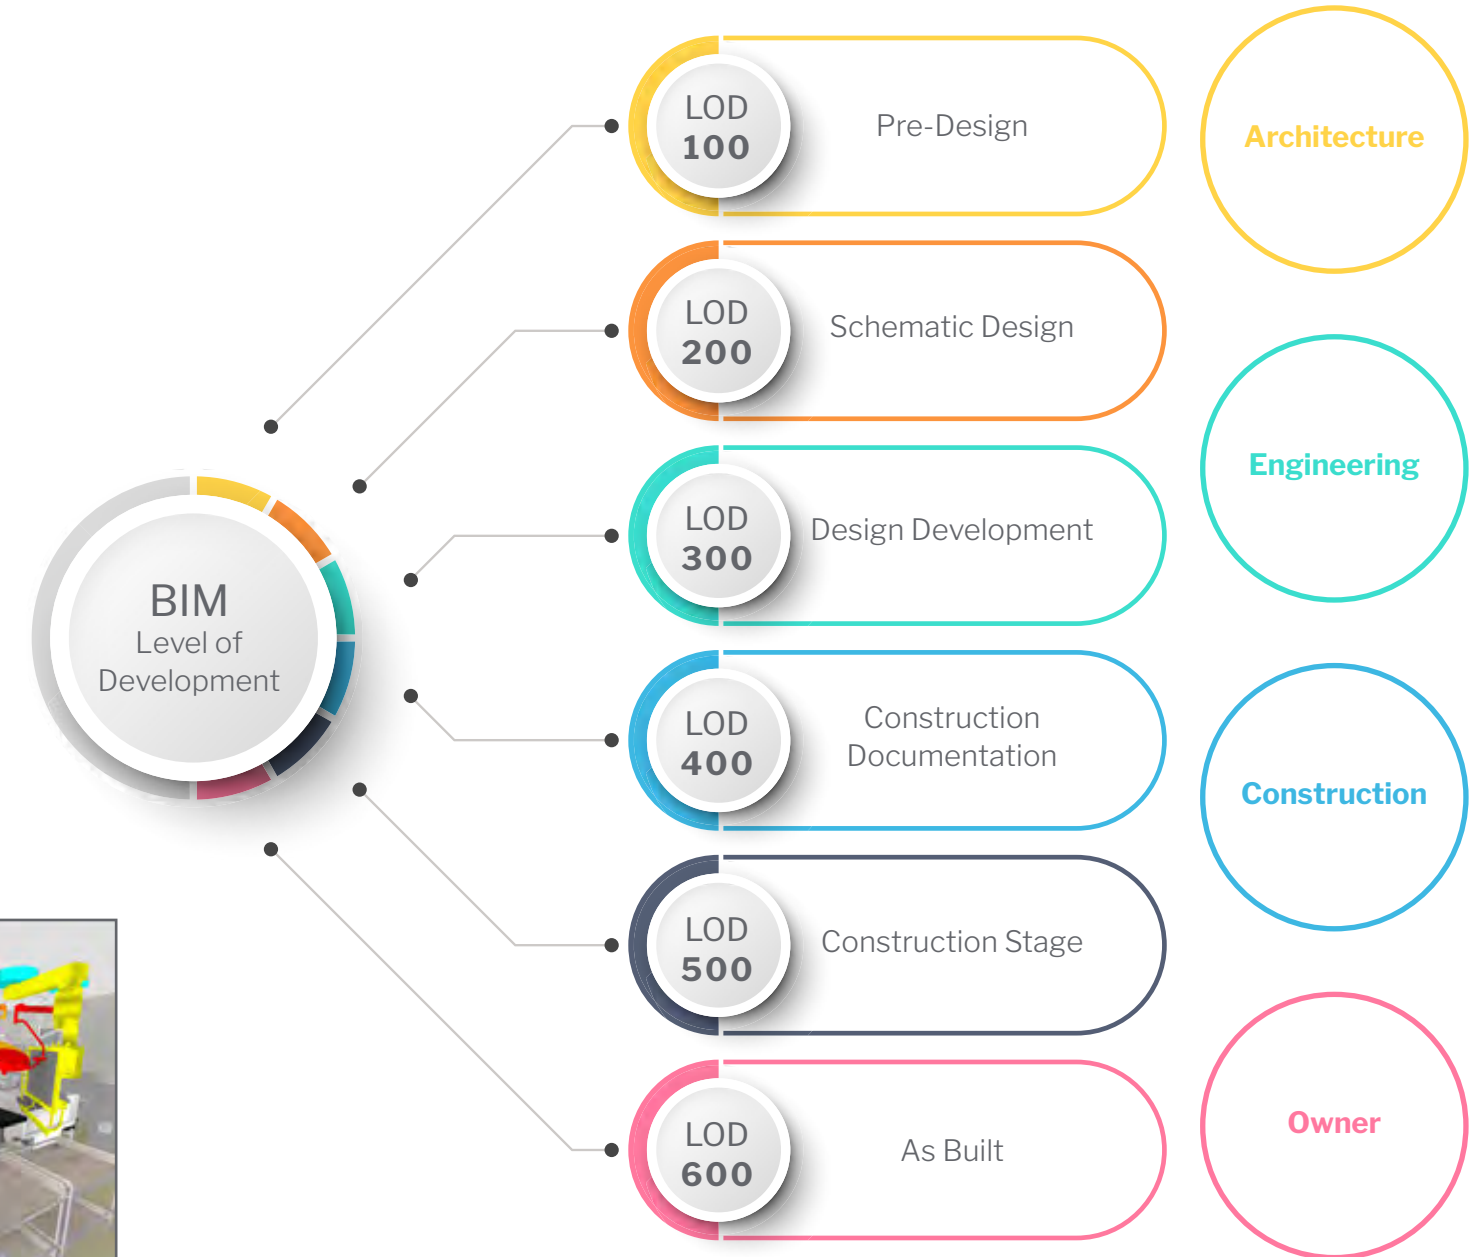 BIM
Level of
Development
LOD
100
Pre-Design
LOD
200
Schematic Design
LOD
300
Design Development
LOD
400
Construction
Documentation
LOD
500
Construction Stage
LOD
600
As Built
Architecture
Engineering
Construction
Owner